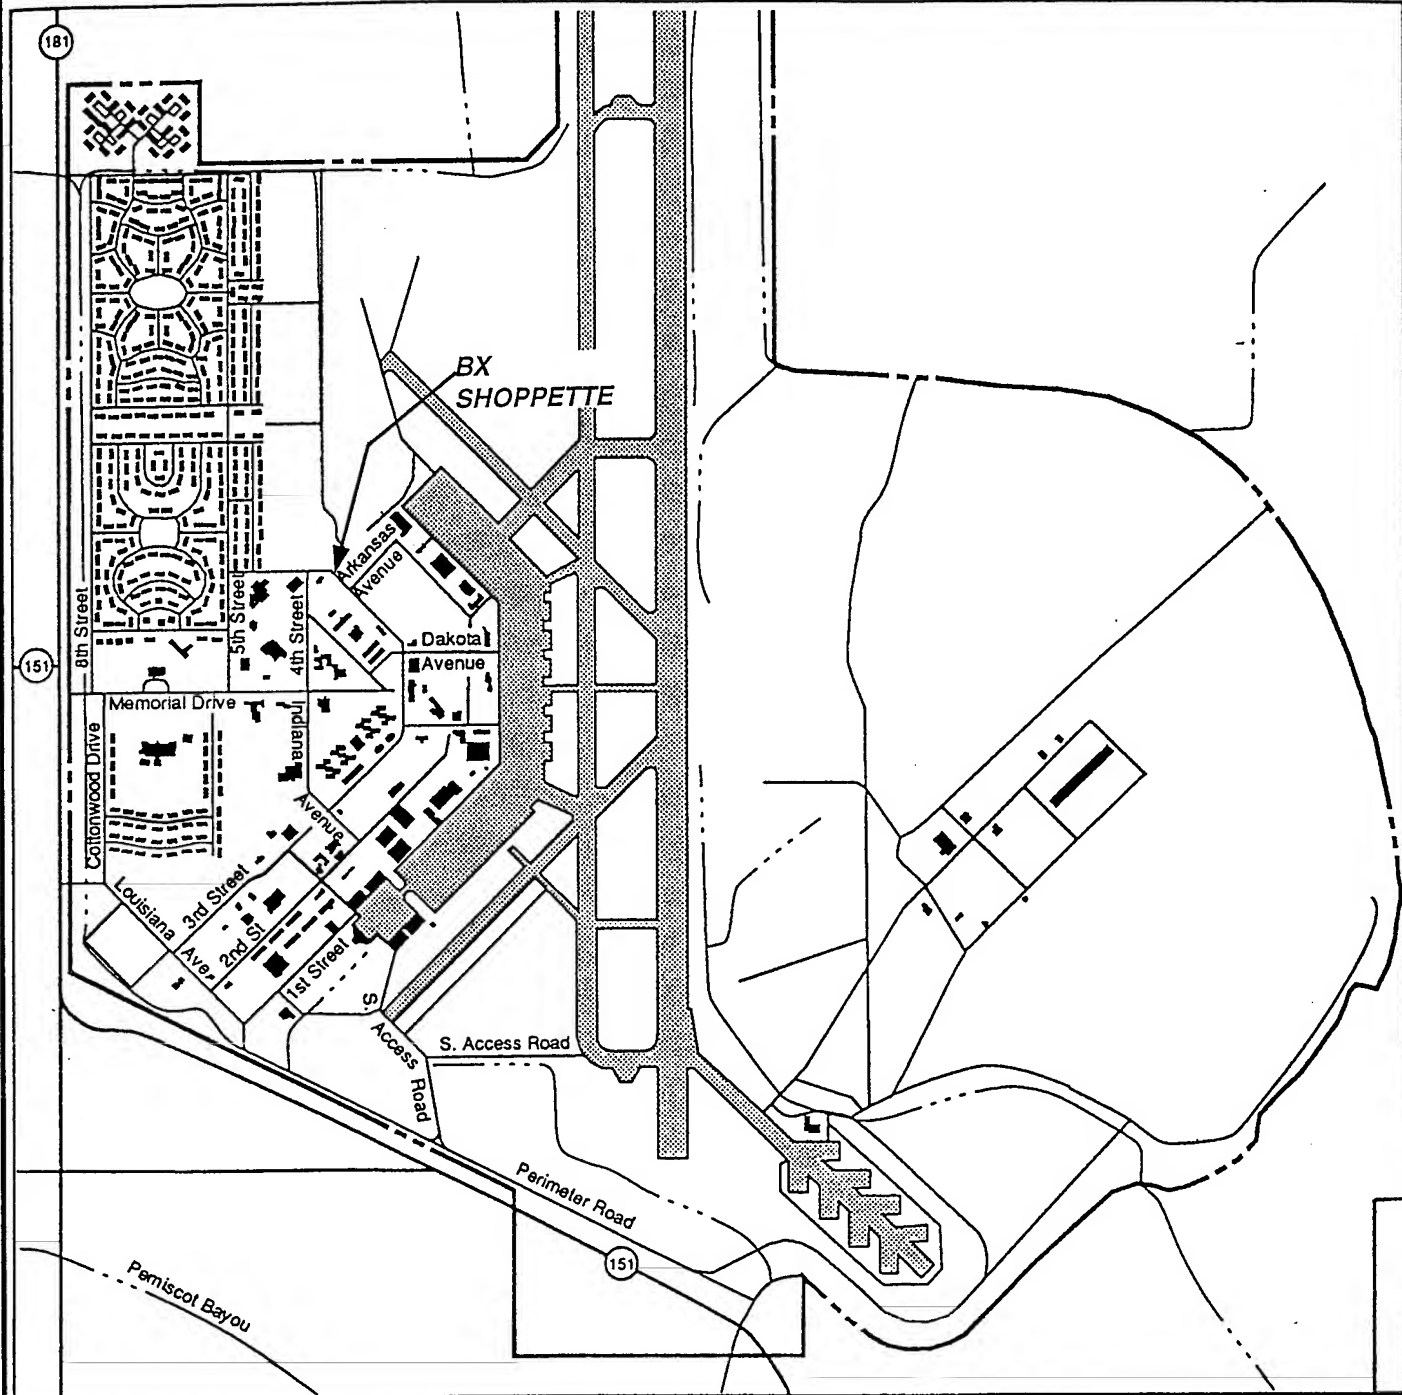 181
BX
SHOPPETTE
Arkansas
Avenue
8th Street
5th Street
4th Street
Dakota
Avenue
151
Memorial Drive
Indiana
Avenue
Cottonwood Drive
Louisiana
Ave.
3rd Street
2nd St.
1st Street
S.
Access
Road
S. Access Road
Perimeter Road
151
Pemiscot Bayou